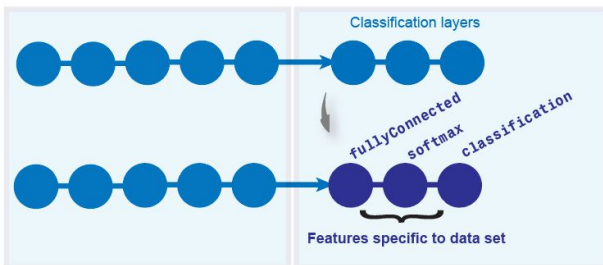 Classification layers
fullyConnected
softmax
classification
Features specific to data set